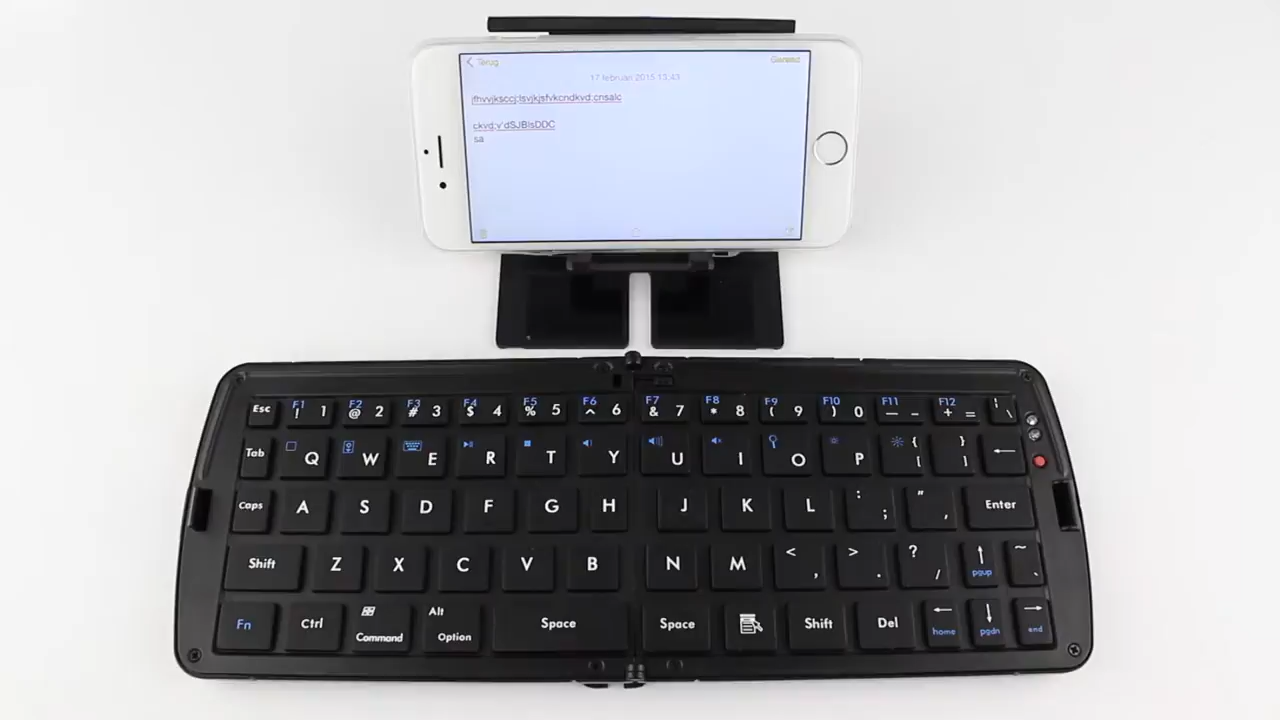 Terug Gereed
17 februari 2015 13:43
jfhvvjksccj;lsvjkjsfvkcndkvd;cnsalc
ckvd;v'dSJBlsDDC
sa
Esc F1 ! 1 F2 @ 2 F3 # 3 F4 $ 4 F5 % 5 F6 ^ 6 F7 & 7 F8 * 8 F9 ( 9 F10 ) 0 F11 — - F12 + = ¦ \
Tab Q W E R T Y U I O P { [ } ]
Caps A S D F G H J K L : ; " , Enter
Shift Z X C V B N M < , > . ? / pgup ~ `
Fn Ctrl Command Alt Option Space Space Shift Del home pgdn end